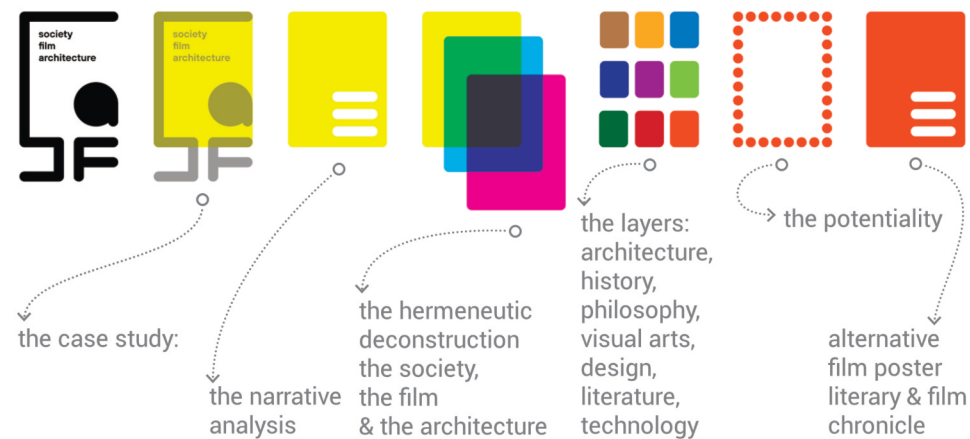 society
film
architecture
society
film
architecture
the case study:
the narrative
analysis
the hermeneutic
deconstruction
the society,
the film
& the architecture
the layers:
architecture,
history,
philosophy,
visual arts,
design,
literature,
technology
the potentiality
alternative
film poster
literary & film
chronicle